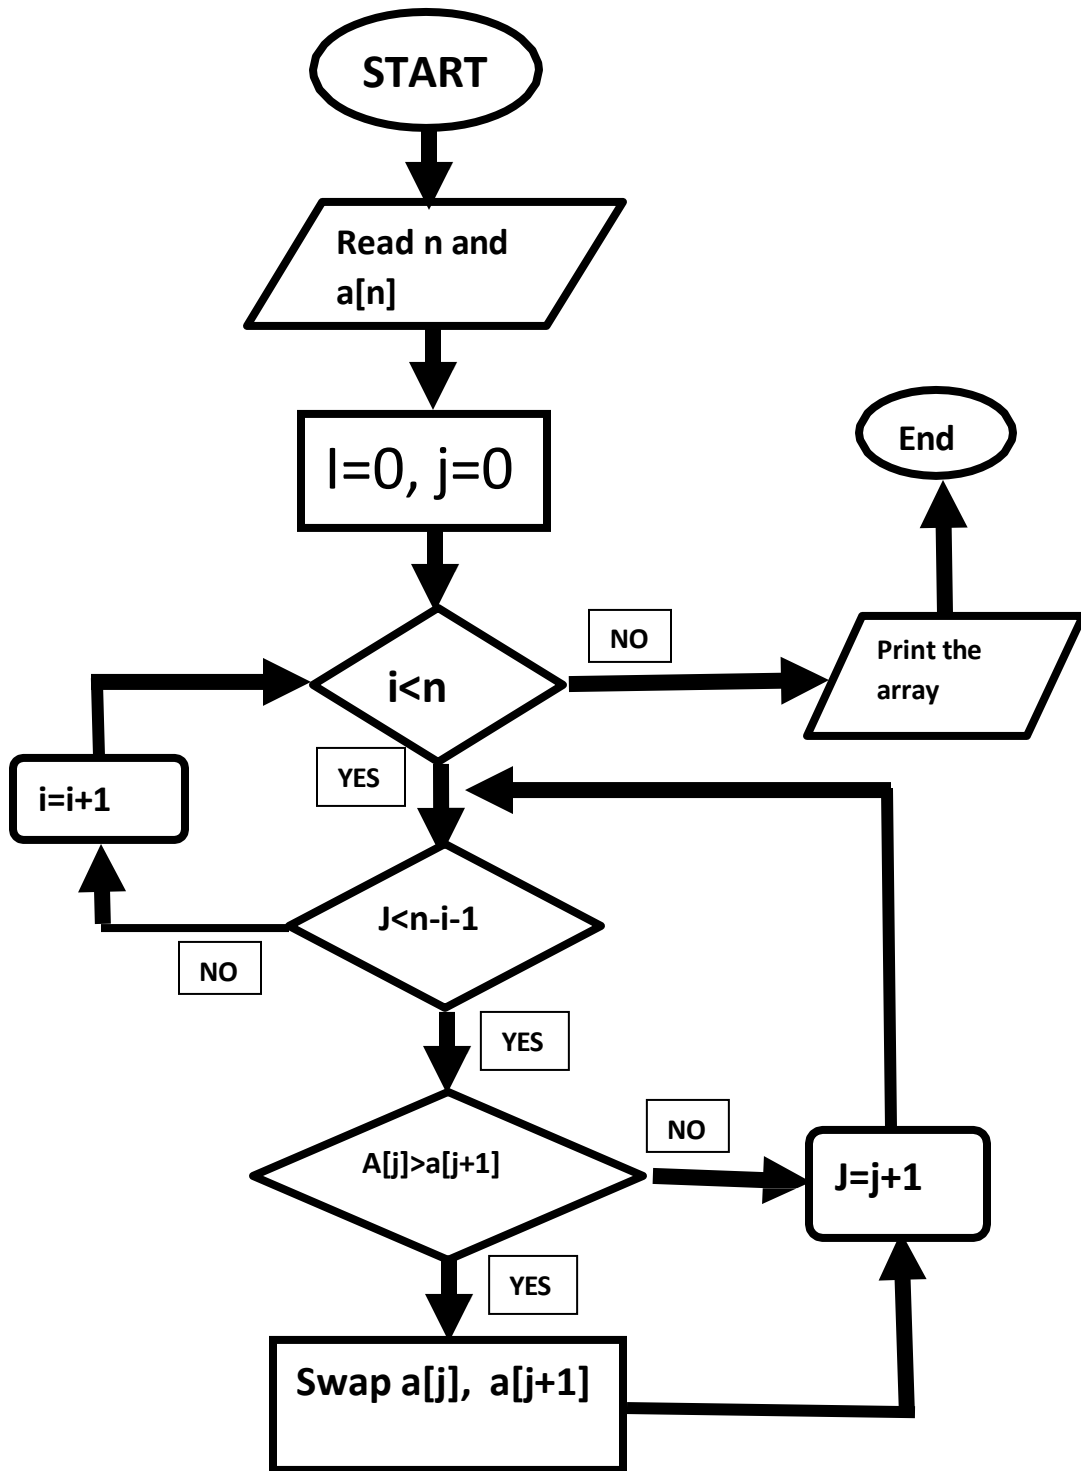 START
Read n and
a[n]
I=0, j=0
End
i<n
NO
Print the
array
YES
i=i+1
J<n-i-1
NO
YES
A[j]>a[j+1]
NO
J=j+1
YES
Swap a[j],  a[j+1]